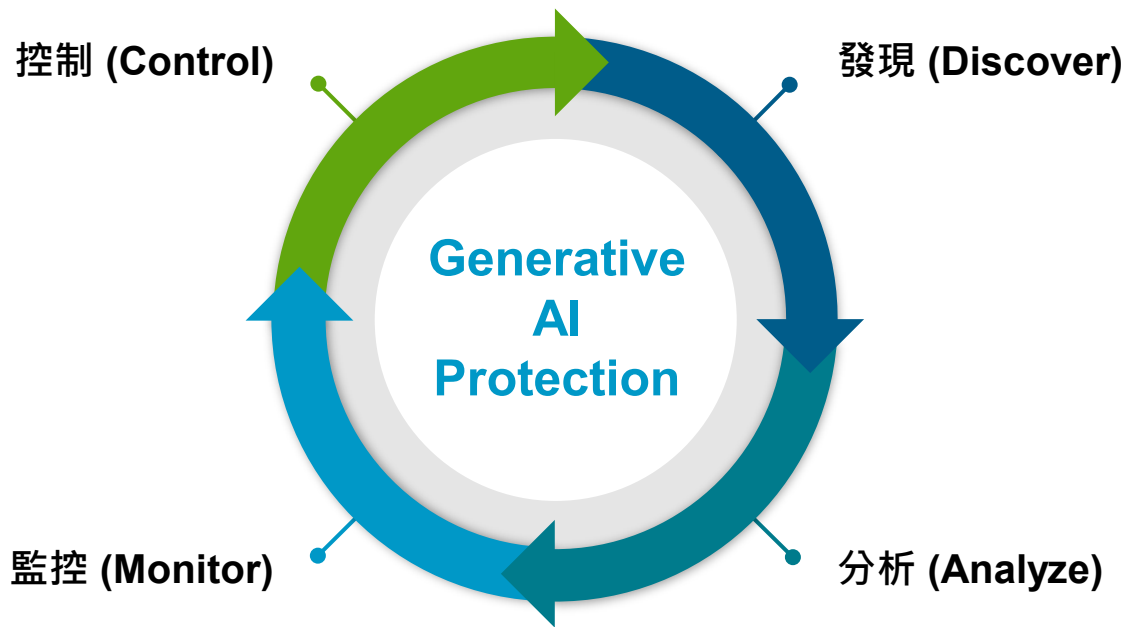 控制 (Control)
發現 (Discover)
Generative
AI
Protection
監控 (Monitor)
分析 (Analyze)